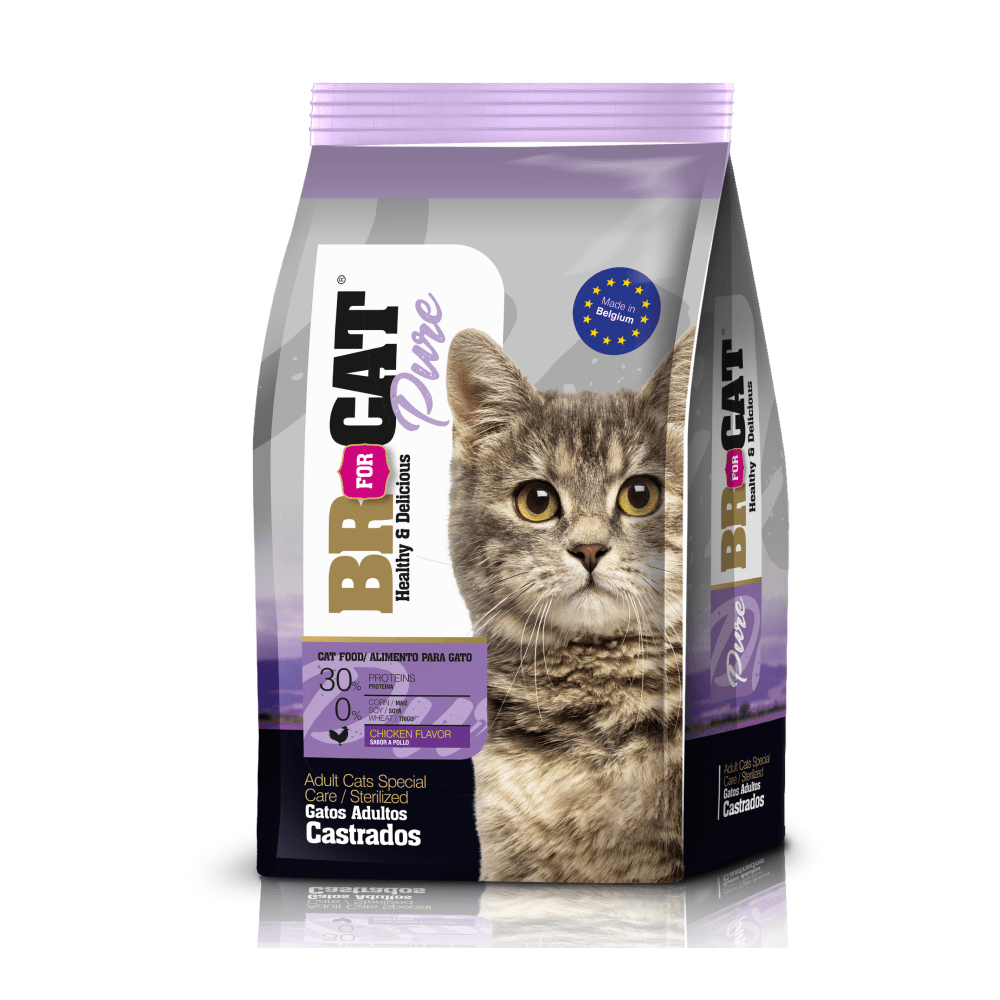 BR FOR CAT®
Pure
Healthy & Delicious
Made in
Belgium
CAT FOOD/ ALIMENTO PARA GATO
30% PROTEINS
PROTEINA
0% CORN / MAIZ
SOY / SOYA
WHEAT / TRIGO
CHICKEN FLAVOR
SABOR A POLLO
Adult Cats Special
Care / Sterilized
Gatos Adultos
Castrados
BR FOR CAT
Healthy & Delicious
Pure
Adult Cats Special
Care / Sterilized
Gatos Adultos
Castrados